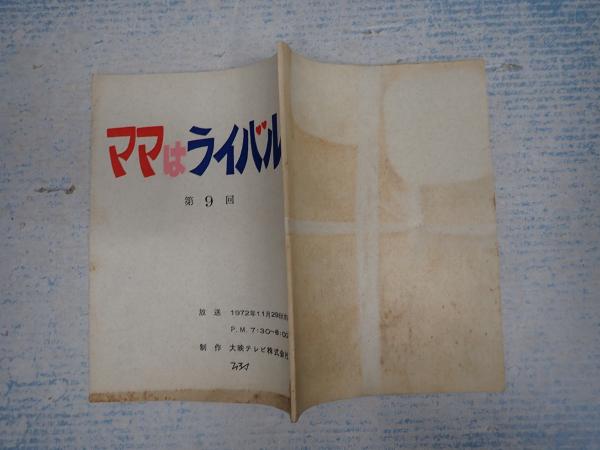 ママはライバル
第9回
放送 1972年11月29日
P.M. 7:30~8:00
制作 大映テレビ株式会社